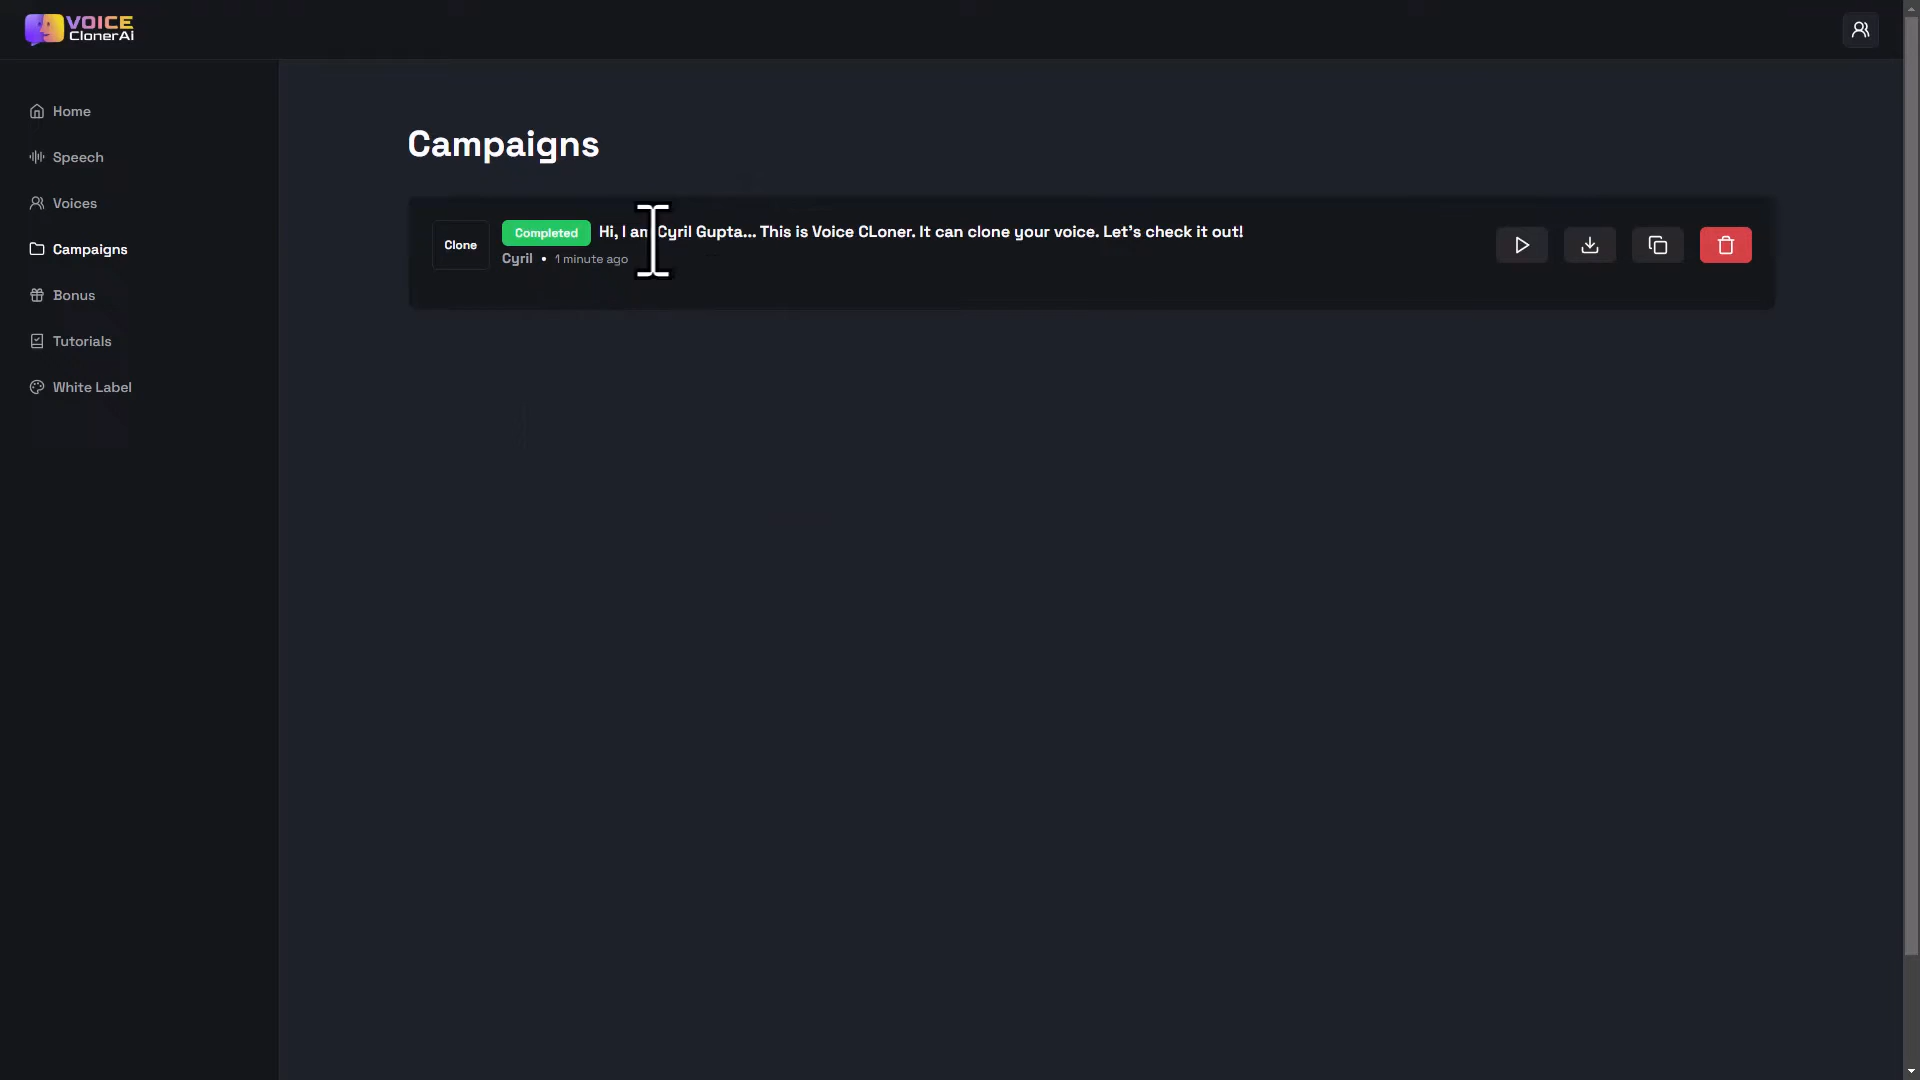 VOICE
ClonerAi
Home
Speech
Voices
Campaigns
Bonus
Tutorials
White Label
Campaigns
Clone
Completed Hi, I am Cyril Gupta... This is Voice CLoner. It can clone your voice. Let's check it out!
Cyril • 1 minute ago